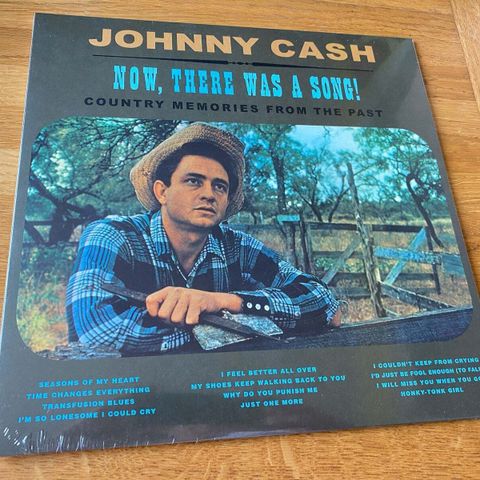 JOHNNY CASH
NOW, THERE WAS A SONG!
COUNTRY MEMORIES FROM THE PAST
SEASONS OF MY HEART
TIME CHANGES EVERYTHING
TRANSFUSION BLUES
I'M SO LONESOME I COULD CRY
I FEEL BETTER ALL OVER
MY SHOES KEEP WALKING BACK TO YOU
WHY DO YOU PUNISH ME
JUST ONE MORE
I COULDN'T KEEP FROM CRYING
I'D JUST BE FOOL ENOUGH (TO
I WILL MISS YOU WHEN YOU
HONKY-TONK GIRL